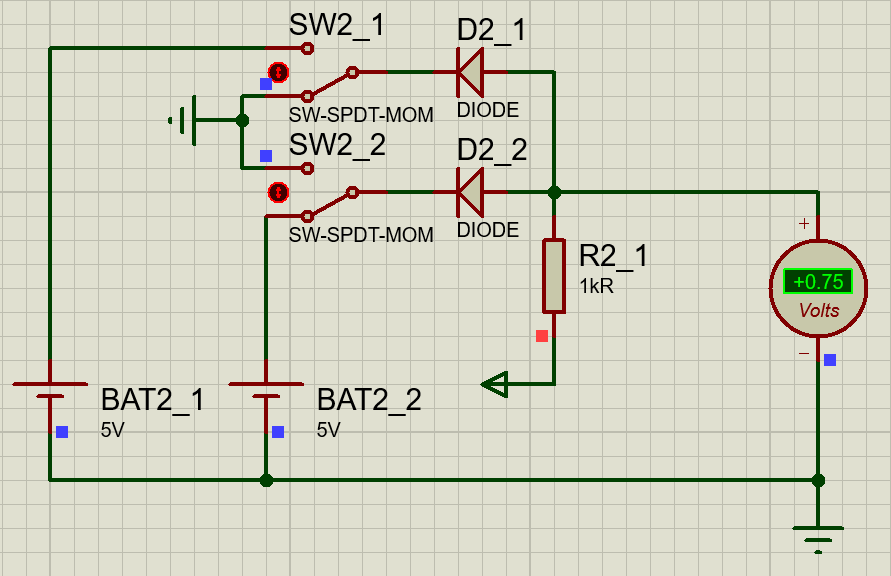 SW2_1
D2_1
SW-SPDT-MOM
DIODE
SW2_2
D2_2
SW-SPDT-MOM
DIODE
R2_1
1kR
+
+0.75
Volts
−
BAT2_1
5V
BAT2_2
5V